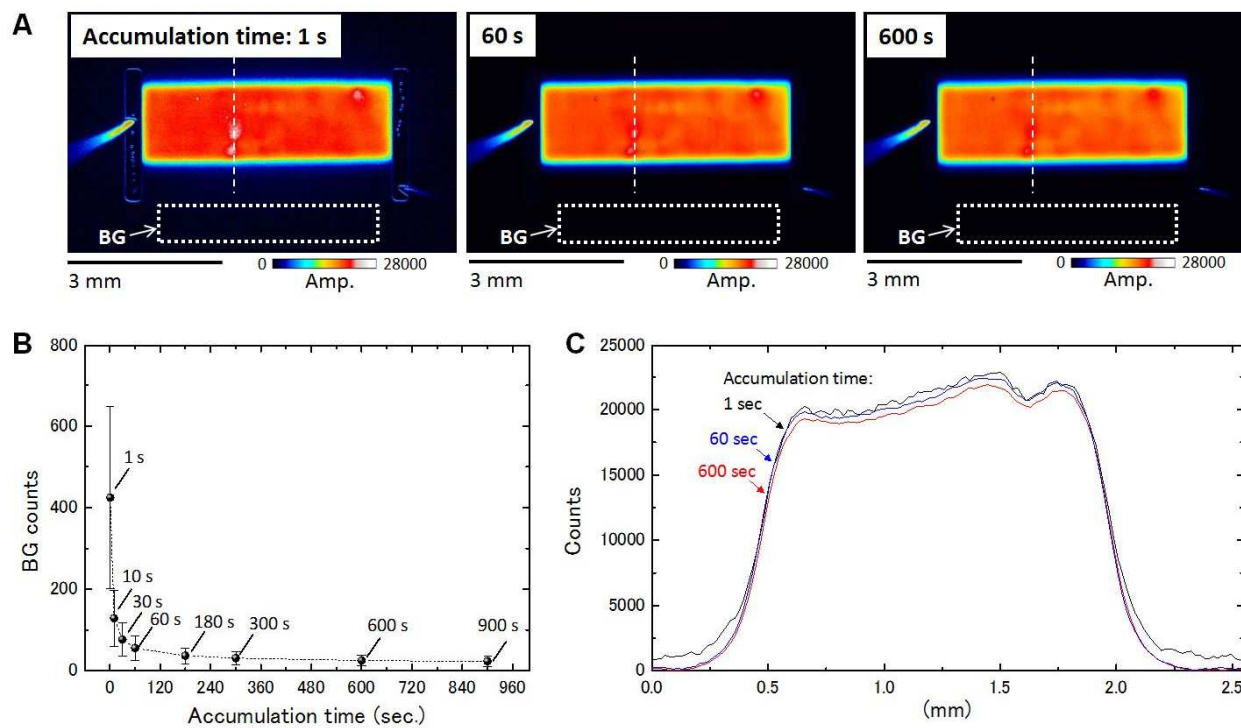 A
Accumulation time: 1 s
60 s
600 s
BG
BG
BG
3 mm
0
28000
Amp.
3 mm
0
28000
Amp.
3 mm
0
28000
Amp.
B
800
600
400
200
0
BG counts
1 s
10 s
30 s
60 s
180 s
300 s
600 s
900 s
0 120 240 360 480 600 720 840 960
Accumulation time (sec.)
C
25000
20000
15000
10000
5000
0
Counts
Accumulation time:
1 sec
60 sec
600 sec
0.0 0.5 1.0 1.5 2.0 2.5
(mm)